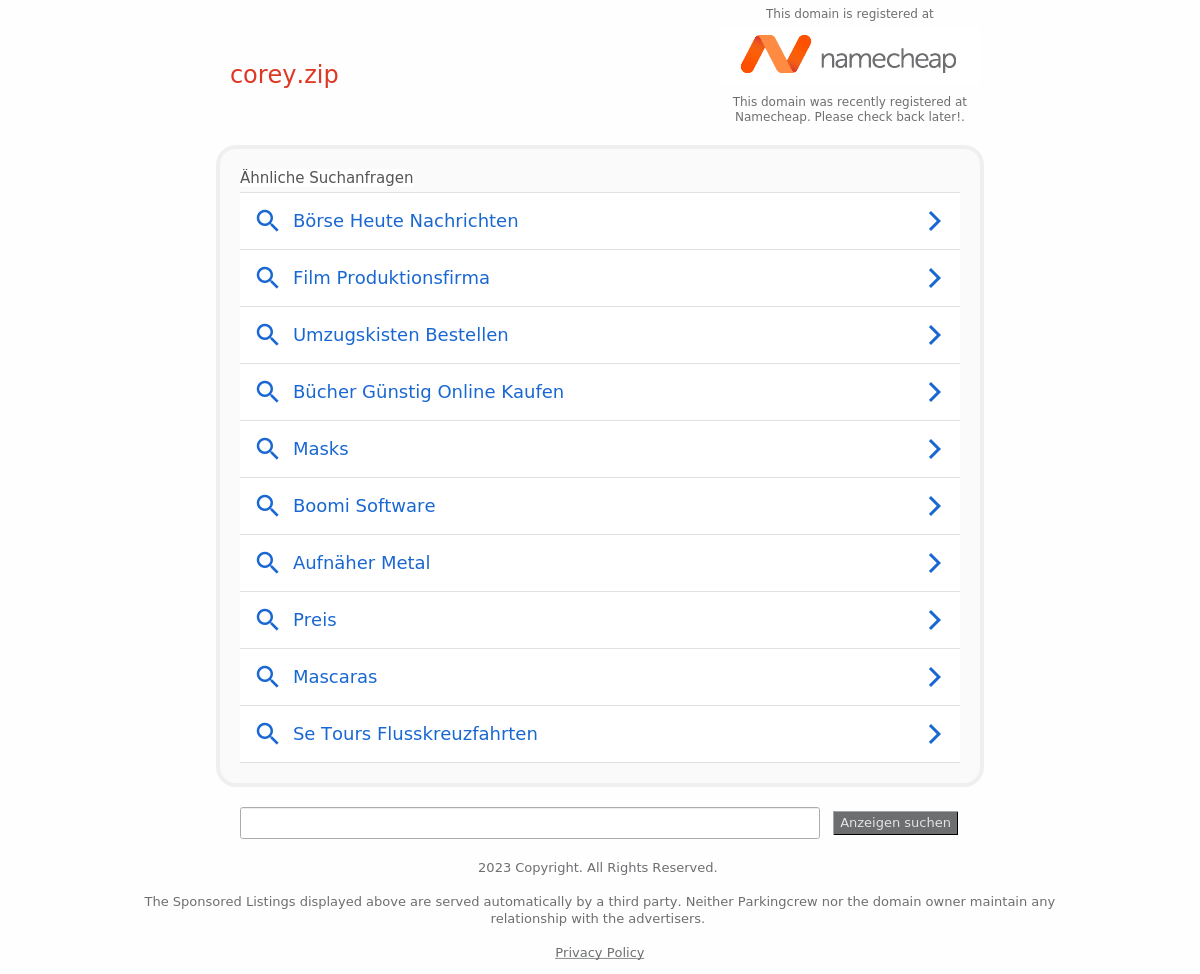 This domain is registered at
corey.zip
namecheap
This domain was recently registered at
Namecheap. Please check back later!.
Ähnliche Suchanfragen
Börse Heute Nachrichten
Film Produktionsfirma
Umzugskisten Bestellen
Bücher Günstig Online Kaufen
Masks
Boomi Software
Aufnäher Metal
Preis
Mascaras
Se Tours Flusskreuzfahrten
Anzeigen suchen
2023 Copyright. All Rights Reserved.
The Sponsored Listings displayed above are served automatically by a third party. Neither Parkingcrew nor the domain owner maintain any
relationship with the advertisers.
Privacy Policy